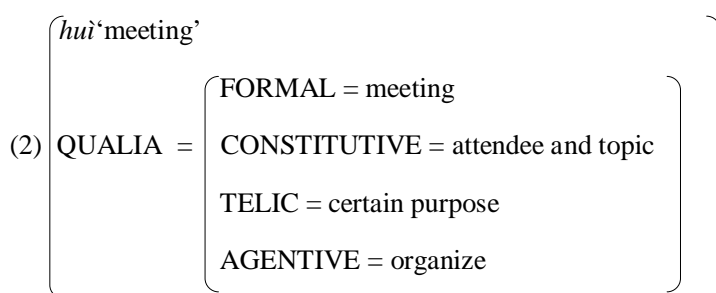 huì‘meeting’
FORMAL = meeting
(2) QUALIA = CONSTITUTIVE = attendee and topic
TELIC = certain purpose
AGENTIVE = organize